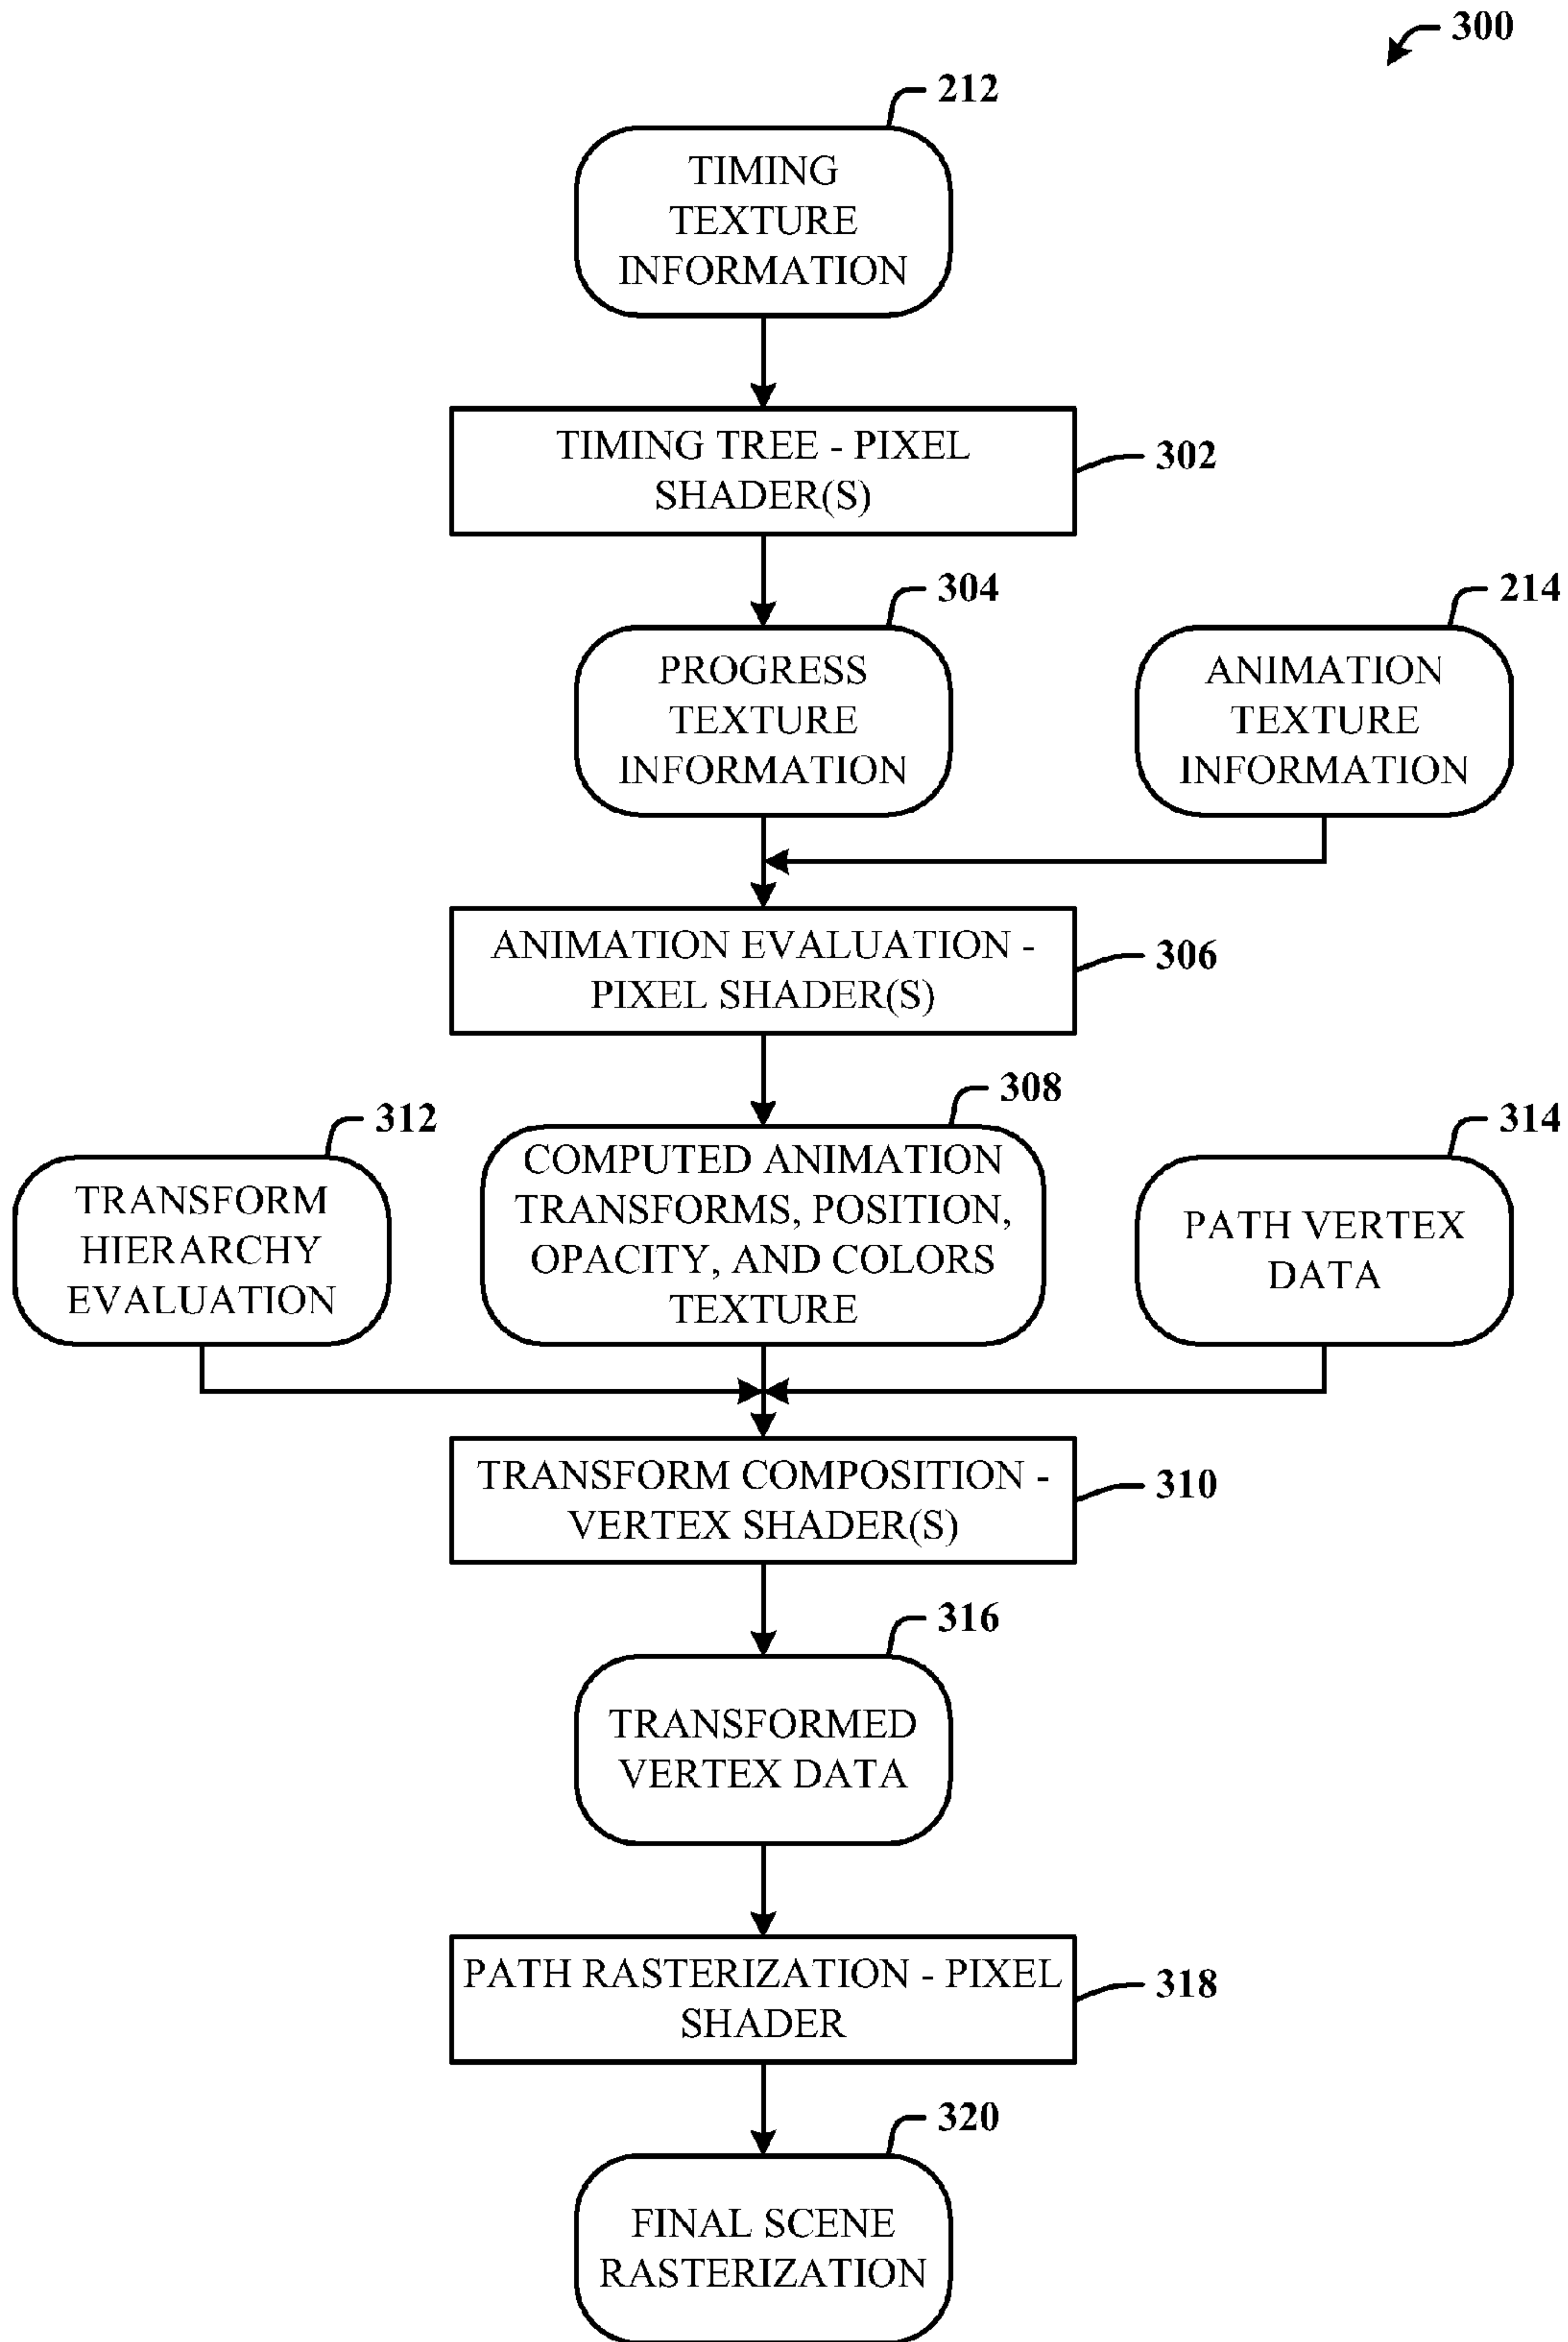 300
212
TIMING
TEXTURE
INFORMATION
TIMING TREE - PIXEL
SHADER(S)
302
304
PROGRESS
TEXTURE
INFORMATION
214
ANIMATION
TEXTURE
INFORMATION
ANIMATION EVALUATION -
PIXEL SHADER(S)
306
312
TRANSFORM
HIERARCHY
EVALUATION
308
COMPUTED ANIMATION
TRANSFORMS, POSITION,
OPACITY, AND COLORS
TEXTURE
314
PATH VERTEX
DATA
TRANSFORM COMPOSITION -
VERTEX SHADER(S)
310
316
TRANSFORMED
VERTEX DATA
PATH RASTERIZATION - PIXEL
SHADER
318
320
FINAL SCENE
RASTERIZATION